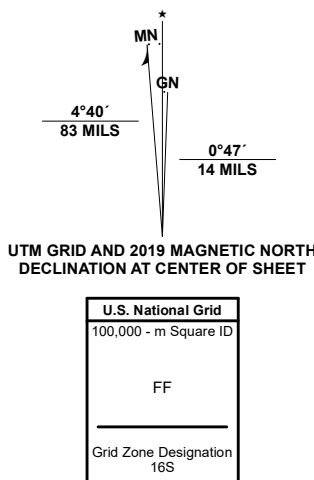 MN
GN
4°40´
83 MILS
0°47´
14 MILS
UTM GRID AND 2019 MAGNETIC NORTH
DECLINATION AT CENTER OF SHEET
U.S. National Grid
100,000 - m Square ID
FF
Grid Zone Designation
16S